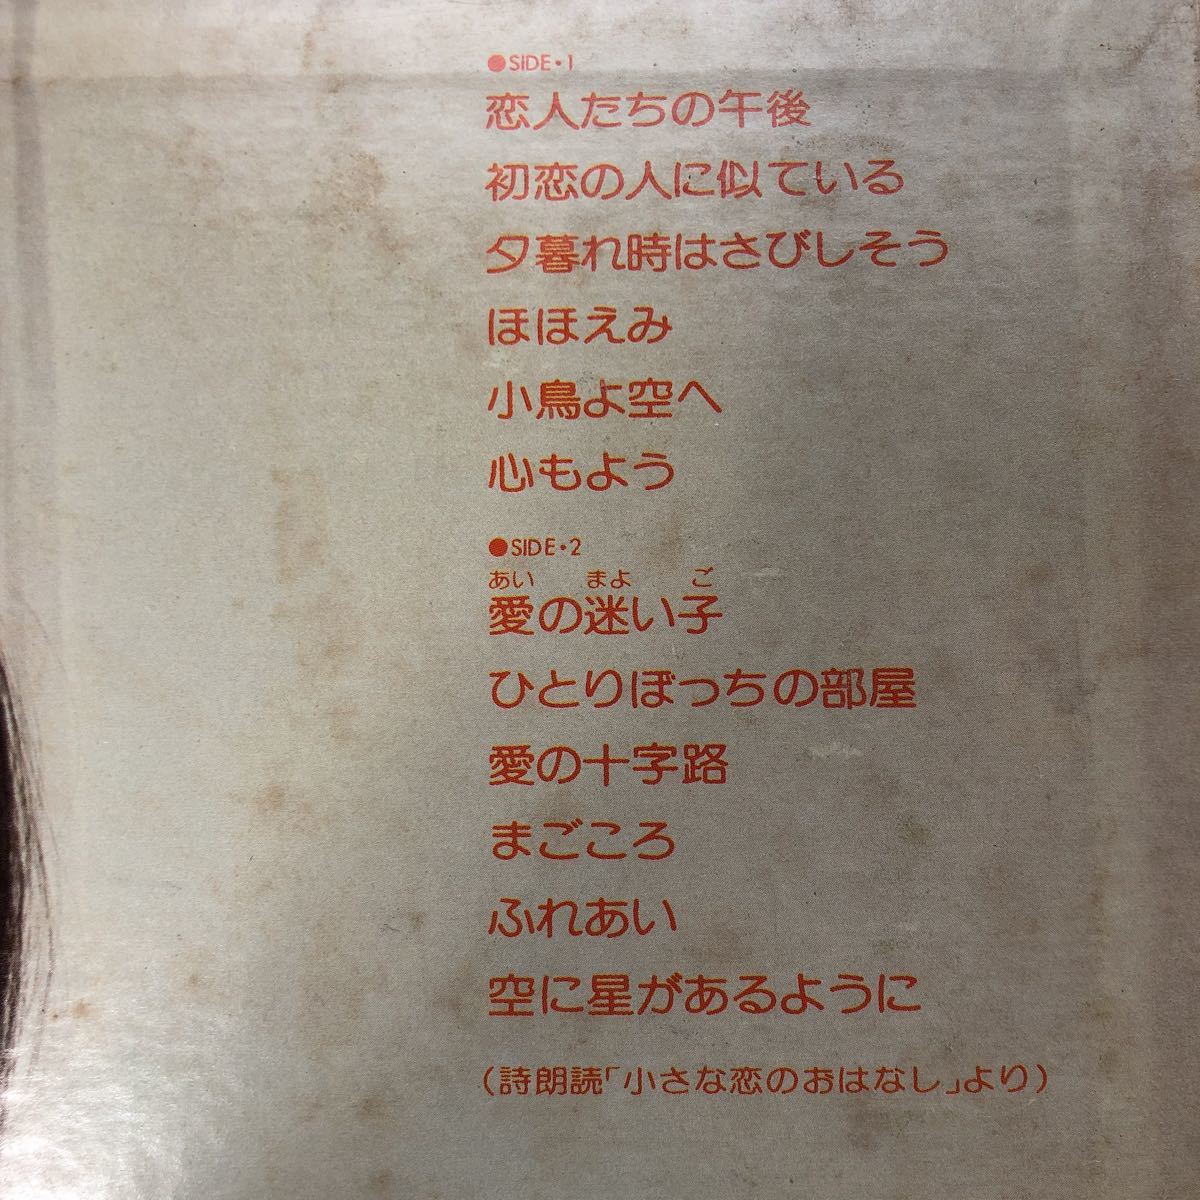 ●SIDE・1
恋人たちの午後
初恋の人に似ている
夕暮れ時はさびしそう
ほほえみ
小鳥よ空へ
心もよう
●SIDE・2
あい まよ ご
愛の迷い子
ひとりぼっちの部屋
愛の十字路
まごころ
ふれあい
空に星があるように
(詩朗読「小さな恋のおはなし」より)